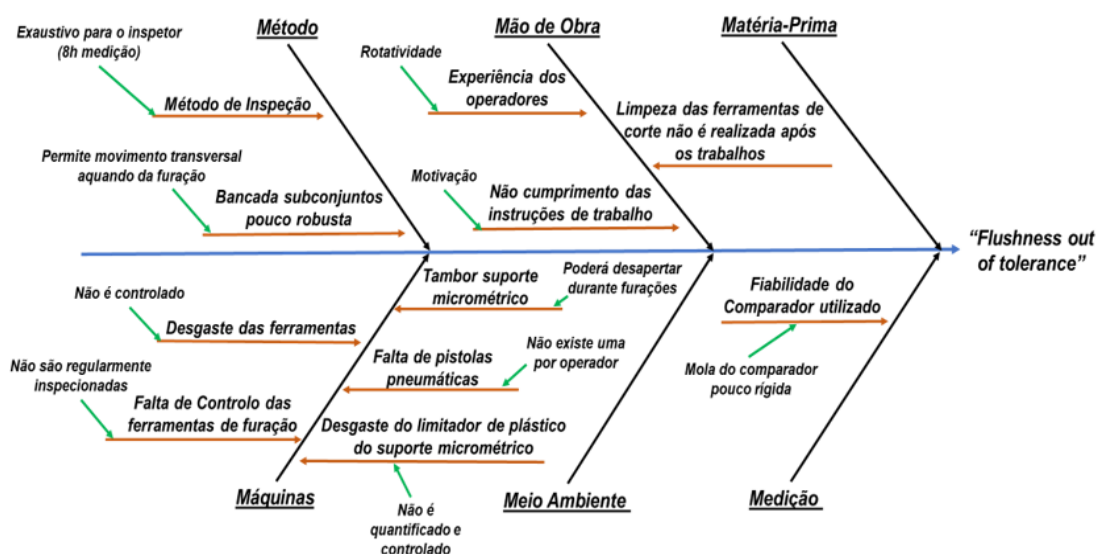 Exaustivo para o inspetor
(8h medição)
Método
Método de Inspeção
Permite movimento transversal
aquando da furação
Bancada subconjuntos
pouco robusta
Mão de Obra
Rotatividade
Experiência dos
operadores
Motivação
Não cumprimento das
instruções de trabalho
Matéria-Prima
Limpeza das ferramentas de
corte não é realizada após
os trabalhos
“Flushness out
of tolerance”
Não é controlado
Desgaste das ferramentas
Não são regularmente
inspecionadas
Falta de Controlo das
ferramentas de furação
Tambor suporte
micrométrico
Poderá desapertar
durante furações
Falta de pistolas
pneumáticas
Não existe uma
por operador
Desgaste do limitador de plástico
do suporte micrométrico
Não é
quantificado e
controlado
Máquinas
Meio Ambiente
Fiabilidade do
Comparador utilizado
Mola do comparador
pouco rígida
Medição